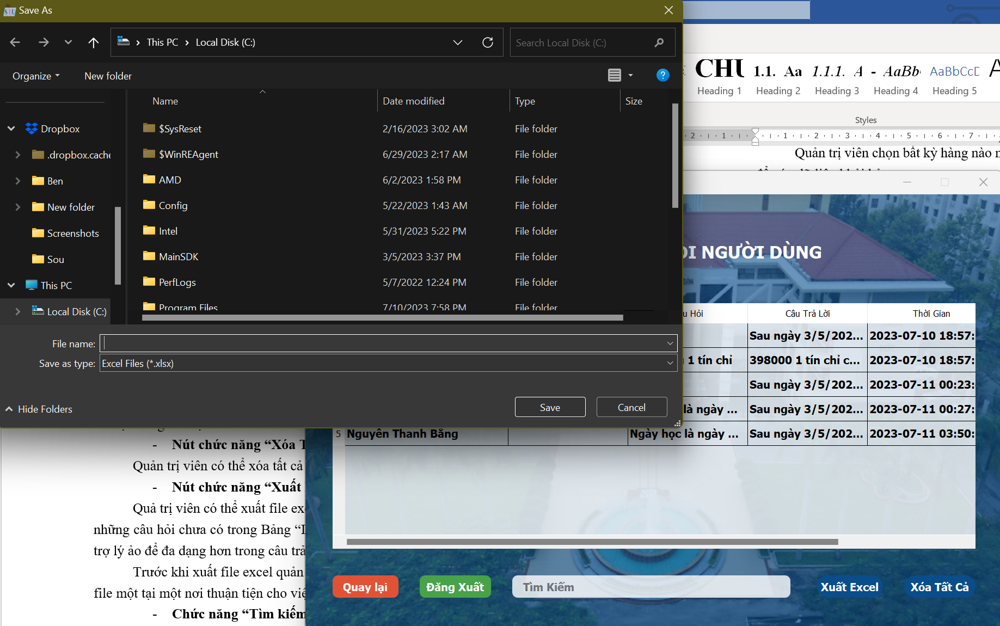 Save As
This PC › Local Disk (C:)
Search Local Disk (C:)
Organize
New folder
Name
Date modified
Type
Size
$SysReset 2/16/2023 3:02 AM File folder
$WinREAgent 6/29/2023 2:17 AM File folder
AMD 6/2/2023 1:58 PM File folder
Config 5/22/2023 1:43 AM File folder
Intel 5/31/2023 5:22 PM File folder
MainSDK 3/5/2023 3:37 PM File folder
PerfLogs 5/7/2022 12:24 PM File folder
Program Files 7/10/2023 7:58 PM File folder
Dropbox
.dropbox.cache
Ben
New folder
Screenshots
Sou
This PC
Local Disk (C:)
File name:
Save as type: Excel Files (*.xlsx)
Hide Folders
Save
Cancel
CHU 1.1. Aa 1.1.1. A - AaBb AaBbCcD A
Heading 1 Heading 2 Heading 3 Heading 4 Heading 5
Styles
2 1 1 2 3 4 5 6 7
Quản trị viên chọn bất kỳ hàng nào
NGƯỜI DÙNG
Hỏi Câu Trả Lời Thời Gian
Sau ngày 3/5/202... 2023-07-10 18:57:
1 tín chỉ 398000 1 tín chỉ c... 2023-07-10 18:57:
Sau ngày 3/5/202... 2023-07-11 00:23:
là ngày ... Sau ngày 3/5/202... 2023-07-11 00:27:
5 Nguyễn Thanh Bằng Ngày học là ngày ... Sau ngày 3/5/202... 2023-07-11 03:50:
- Nút chức năng “Xóa T
Quản trị viên có thể xóa tất cả
- Nút chức năng “Xuất
Quả trị viên có thể xuất file ex
những câu hỏi chưa có trong Bảng “
trợ lý ảo để đa dạng hơn trong câu trả
Trước khi xuất file excel quản
file một tại một nơi thuận tiện cho việ
- Chức năng “Tìm kiếm
Quay lại
Đăng Xuất
Tìm Kiếm
Xuất Excel
Xóa Tất Cả